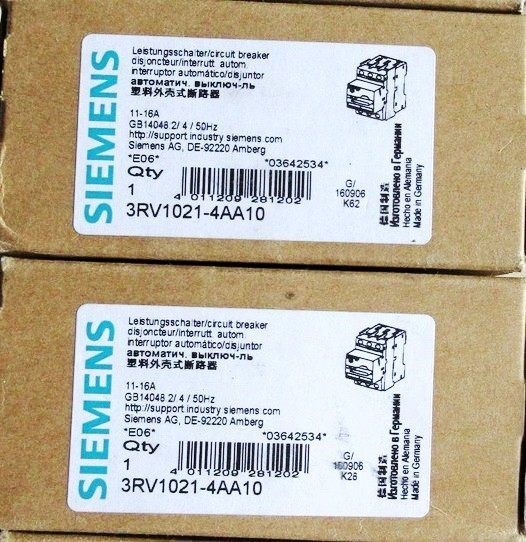 SIEMENS
Leistungsschalter/circuit breaker
disjoncteur/interrutt. autom.
interruptor automático/disjuntor
автоматич. выключ-ль
塑料外壳式断路器
11-16A
GB14048.2/ 4 / 50Hz
http://support industry siemens com
Siemens AG, DE-92220 Amberg
*E06* *03642534*
Qty
1
4 011209 281202
3RV1021-4AA10
G/
160906
K62
德国制造
Изготовлено в Германии
Hecho en Alemania
Made in Germany
SIEMENS
Leistungsschalter/circuit breaker
disjoncteur/interrutt. autom.
interruptor automático/disjuntor
автоматич. выключ-ль
塑料外壳式断路器
11-16A
GB14048 2/ 4 / 50Hz
http://support industry siemens com
Siemens AG, DE-92220 Amberg
*E06* *03642534*
Qty
1
4 011209 281202
3RV1021-4AA10
G/
160906
K28
德国制造
Изготовлено в Германии
Hecho en Alemania
Made in Germany